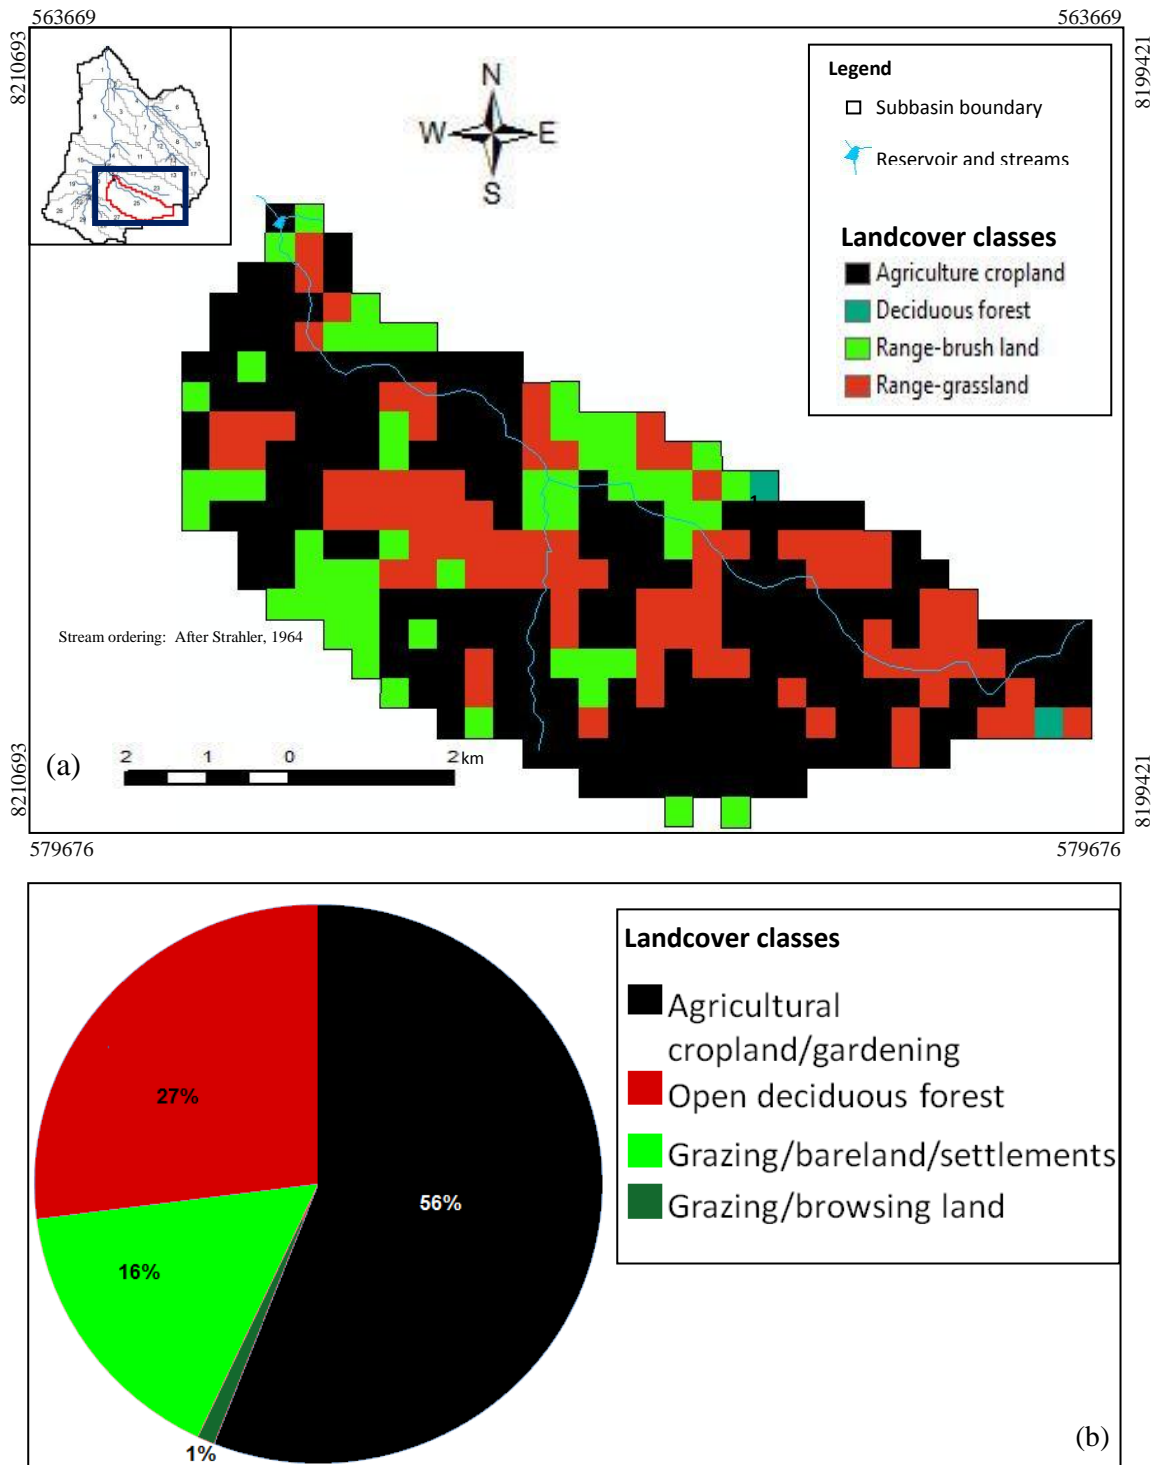 563669
563669
8210693
8199421
Legend
Subbasin boundary
Reservoir and streams
N
W
E
S
Landcover classes
Agriculture cropland
Deciduous forest
Range-brush land
Range-grassland
1
Stream ordering: After Strahler, 1964
(a)
2 1 0 2 km
8210693
8199421
579676
579676
Landcover classes
Agricultural
cropland/gardening
Open deciduous forest
Grazing/bareland/settlements
Grazing/browsing land
27%
56%
16%
1%
(b)